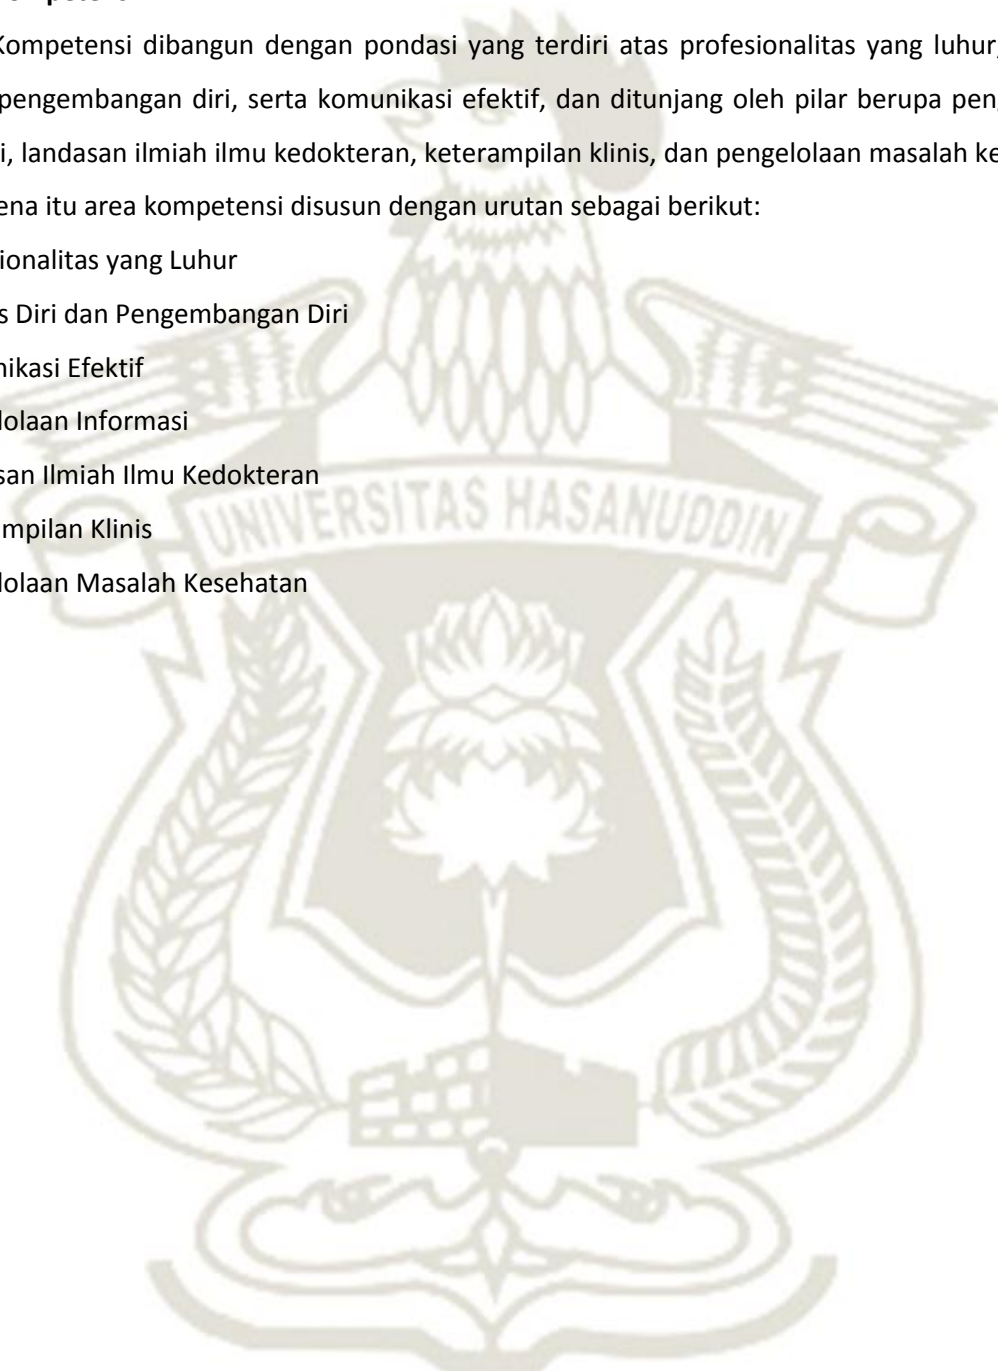 Kompetensi dibangun dengan pondasi yang terdiri atas profesionalitas yang luhur,
pengembangan diri, serta komunikasi efektif, dan ditunjang oleh pilar berupa peng
i, landasan ilmiah ilmu kedokteran, keterampilan klinis, dan pengelolaan masalah ke
ena itu area kompetensi disusun dengan urutan sebagai berikut:
ionalitas yang Luhur
s Diri dan Pengembangan Diri
nikasi Efektif
lolaan Informasi
san Ilmiah Ilmu Kedokteran
mpilan Klinis
lolaan Masalah Kesehatan
UNIVERSITAS HASANUDDIN